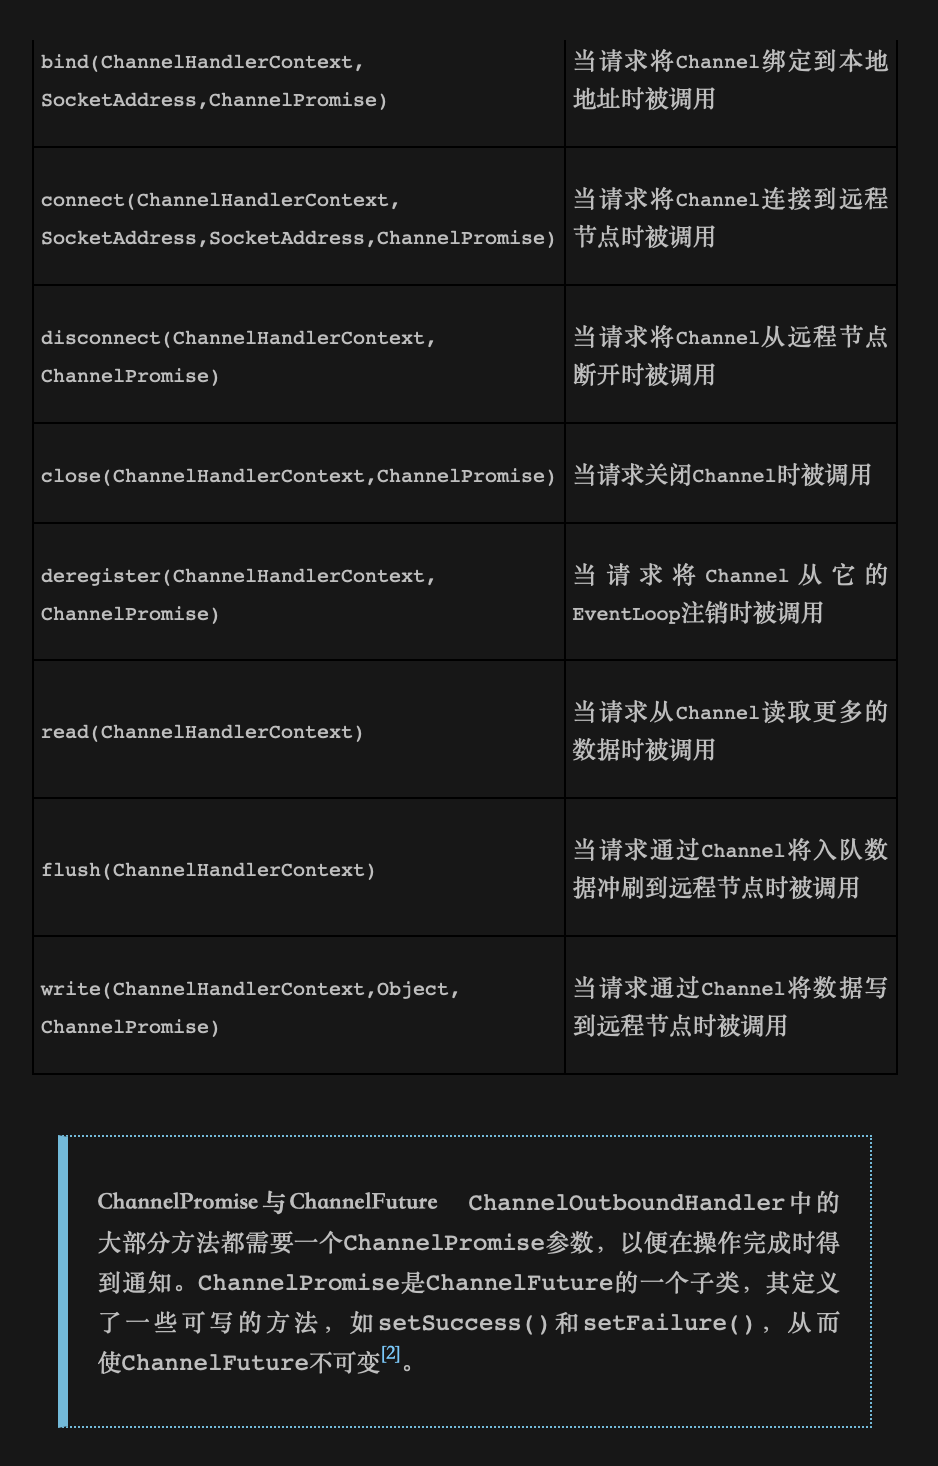 bind(ChannelHandlerContext,
SocketAddress,ChannelPromise)
当请求将Channel绑定到本地
地址时被调用
connect(ChannelHandlerContext,
SocketAddress,SocketAddress,ChannelPromise)
当请求将Channel连接到远程
节点时被调用
disconnect(ChannelHandlerContext,
ChannelPromise)
当请求将Channel从远程节点
断开时被调用
close(ChannelHandlerContext,ChannelPromise)
当请求关闭Channel时被调用
deregister(ChannelHandlerContext,
ChannelPromise)
当请求将Channel从它的
EventLoop注销时被调用
read(ChannelHandlerContext)
当请求从Channel读取更多的
数据时被调用
flush(ChannelHandlerContext)
当请求通过Channel将入队数
据冲刷到远程节点时被调用
write(ChannelHandlerContext,Object,
ChannelPromise)
当请求通过Channel将数据写
到远程节点时被调用
ChannelPromise与ChannelFuture ChannelOutboundHandler中的
大部分方法都需要一个ChannelPromise参数，以便在操作完成时得
到通知。ChannelPromise是ChannelFuture的一个子类，其定义
了一些可写的方法，如setSuccess()和setFailure()，从而
使ChannelFuture不可变[2]。